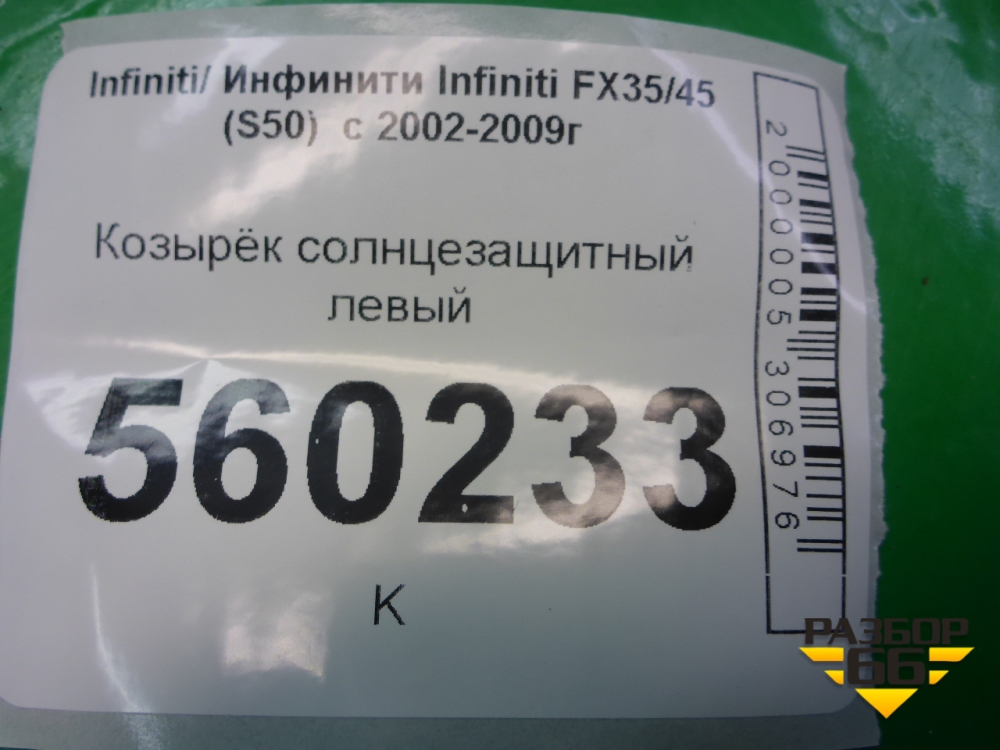 Infiniti/ Инфинити Infiniti FX35/45
(S50) с 2002-2009г
Козырёк солнцезащитный
левый
560233
К
2000005306976
РАЗБОР
66